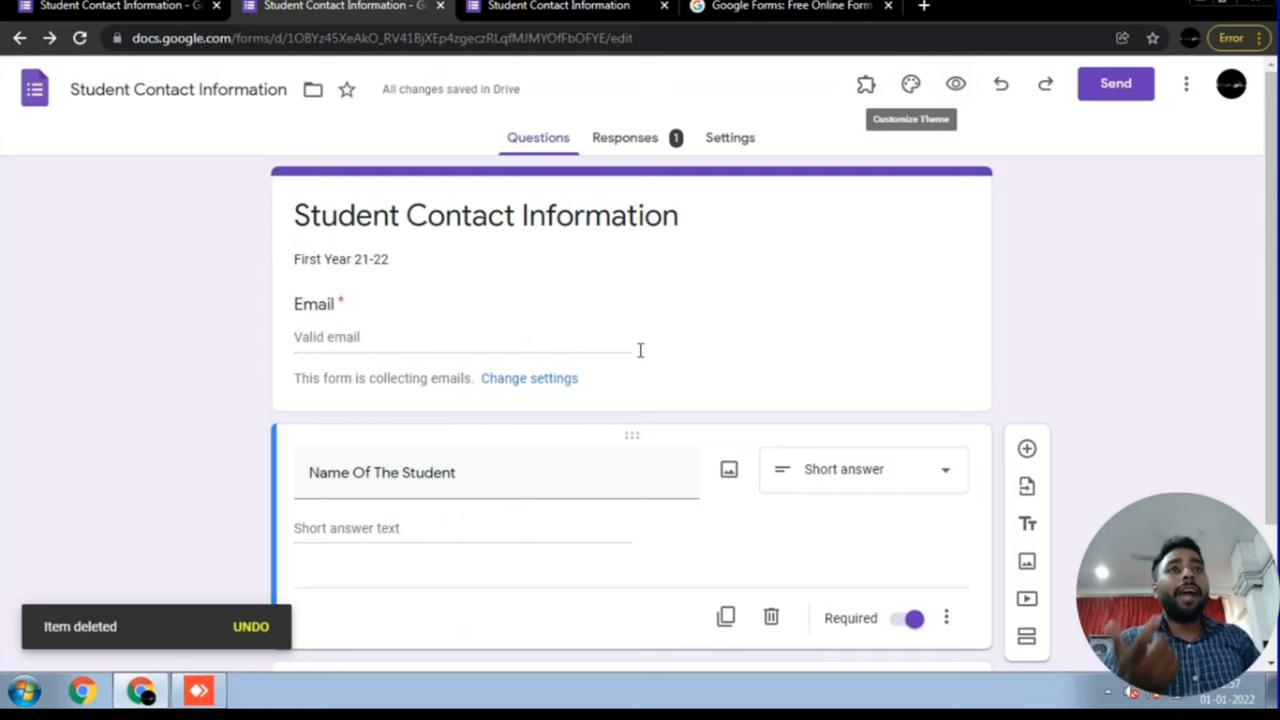 Student Contact Information - Go
Student Contact Information - Go
Student Contact Information
Google Forms: Free Online Form
docs.google.com/forms/d/1OBYz45XeAkO_RV41BjXEp4zgeczRLqfMJMYOfFbOFYE/edit
Error
Student Contact Information
All changes saved in Drive
Send
Customize Theme
Questions
Responses 1
Settings
Student Contact Information
First Year 21-22
Email *
Valid email
This form is collecting emails. Change settings
Name Of The Student
Short answer
Short answer text
Tт
Item deleted
UNDO
Required
01-01-2022